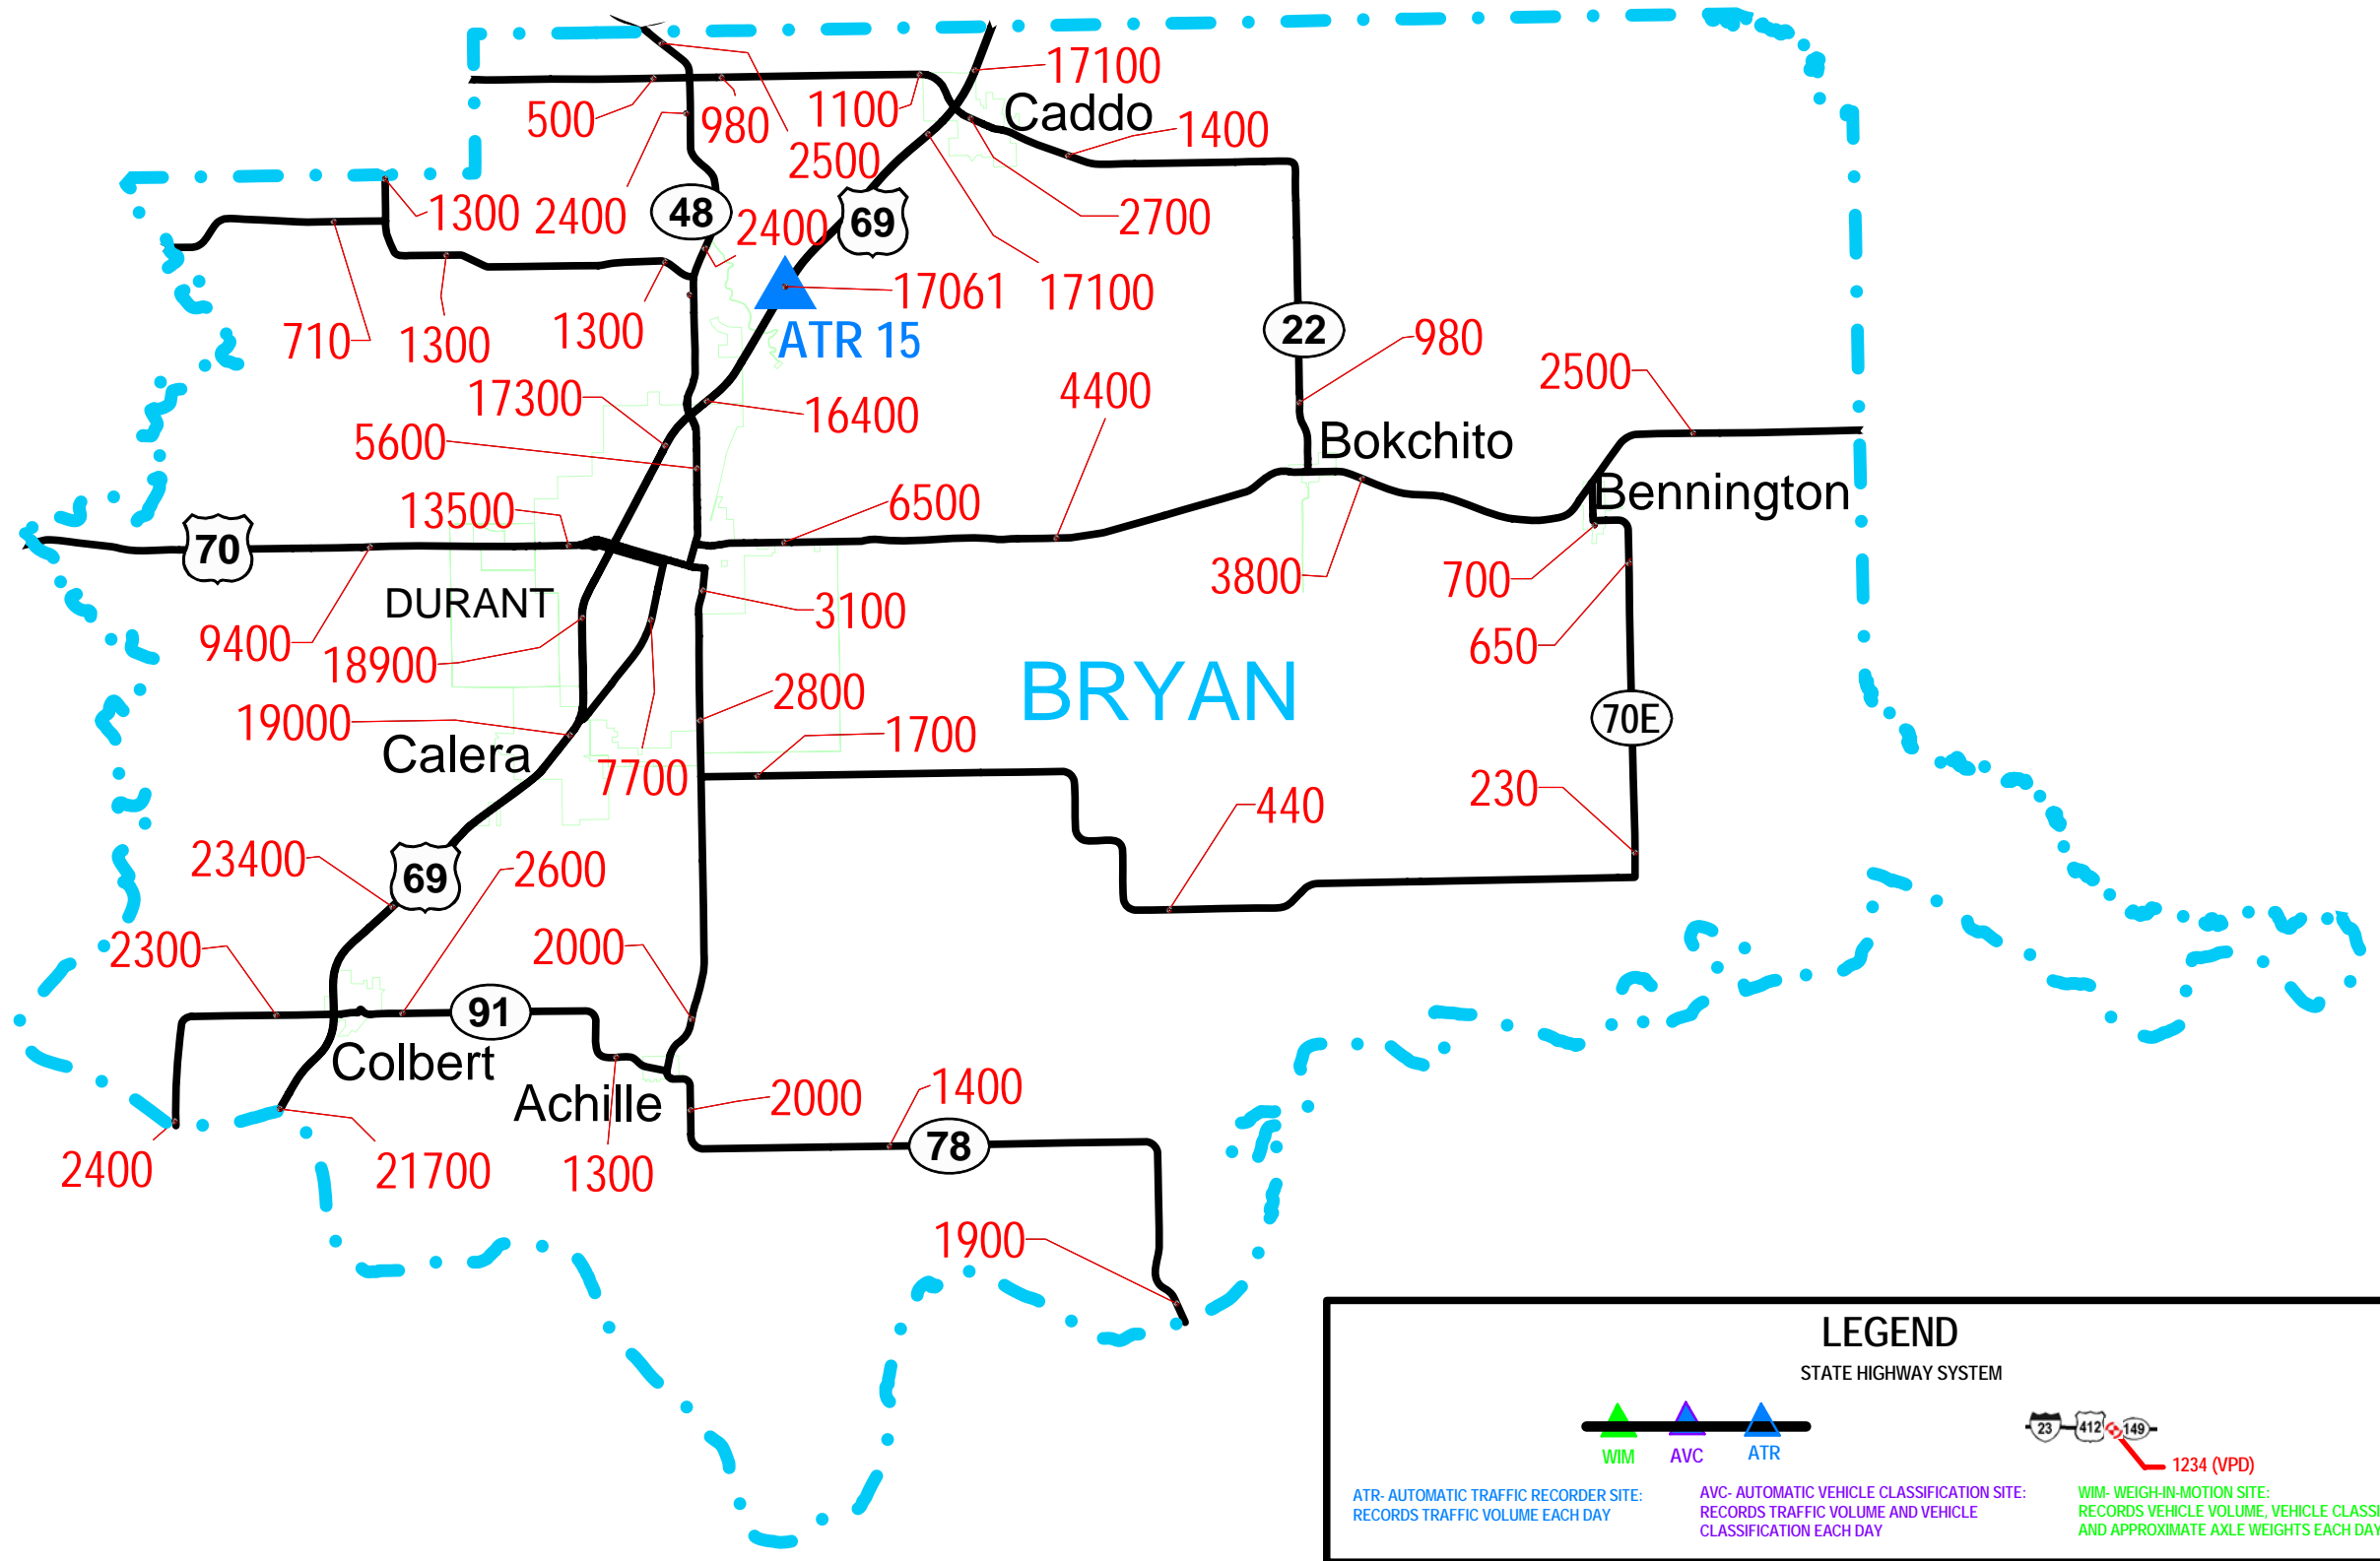 17100
500
980
1100
Caddo
1400
2500
1300
2400
48
2400
69
2700
17061
17100
710
1300
1300
ATR 15
22
980
2500
17300
16400
4400
5600
Bokchito
13500
6500
Bennington
70
3800
700
DURANT
3100
9400
18900
650
BRYAN
2800
19000
1700
70E
Calera
7700
230
440
23400
69
2600
2300
2000
91
Colbert
Achille
2000
1400
2400
21700
1300
78
1900
LEGEND
STATE HIGHWAY SYSTEM
WIM AVC ATR
23 412 149
1234 (VPD)
ATR- AUTOMATIC TRAFFIC RECORDER SITE:
RECORDS TRAFFIC VOLUME EACH DAY
AVC- AUTOMATIC VEHICLE CLASSIFICATION SITE:
RECORDS TRAFFIC VOLUME AND VEHICLE
CLASSIFICATION EACH DAY
WIM- WEIGH-IN-MOTION SITE:
RECORDS VEHICLE VOLUME, VEHICLE CLASSI
AND APPROXIMATE AXLE WEIGHTS EACH DAY